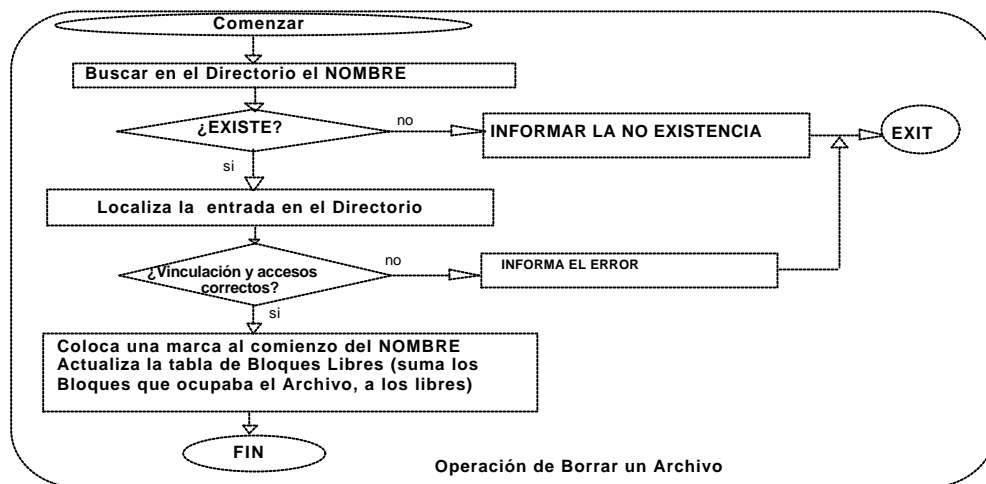 Comenzar
Buscar en el Directorio el NOMBRE
¿EXISTE?
no
INFORMAR LA NO EXISTENCIA
EXIT
si
Localiza la entrada en el Directorio
¿Vinculación y accesos
correctos?
no
INFORMA EL ERROR
si
Coloca una marca al comienzo del NOMBRE
Actualiza la tabla de Bloques Libres (suma los
Bloques que ocupaba el Archivo, a los libres)
FIN
Operación de Borrar un Archivo